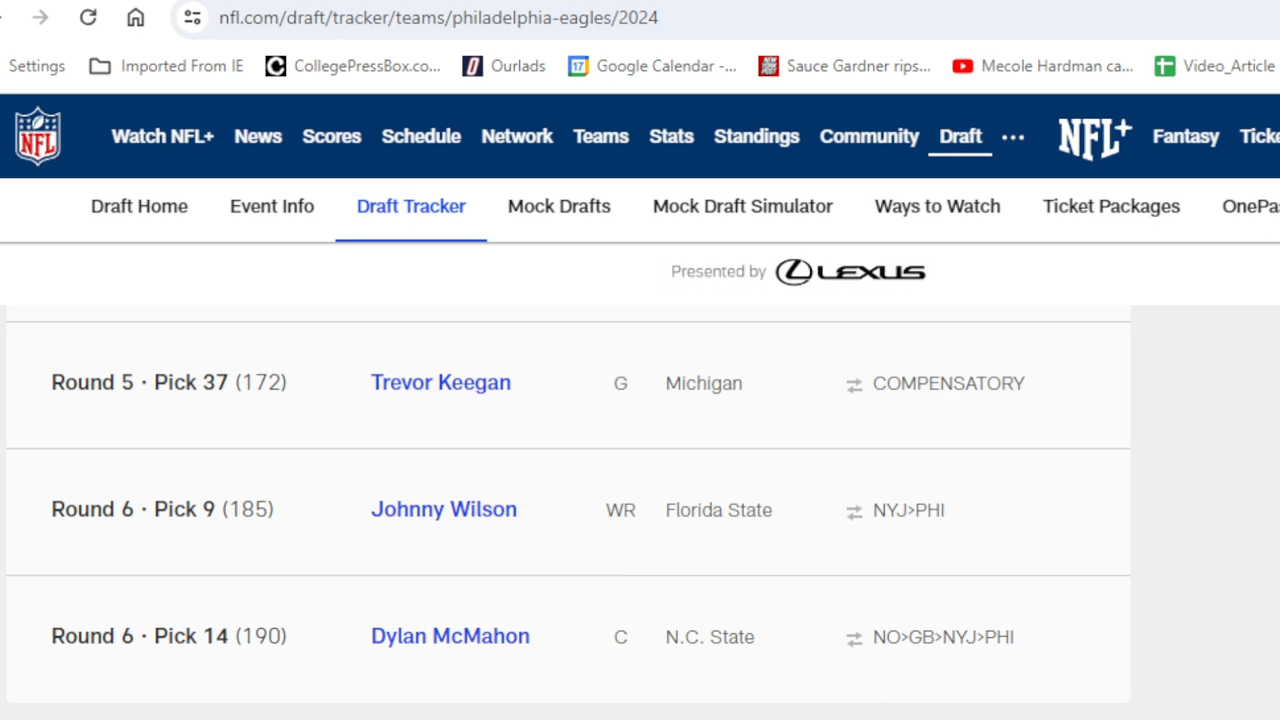 nfl.com/draft/tracker/teams/philadelphia-eagles/2024
Settings Imported From IE CollegePressBox.co... Ourlads 17 Google Calendar -... Sauce Gardner rips... Mecole Hardman ca... Video_Article
NFL Watch NFL+ News Scores Schedule Network Teams Stats Standings Community Draft ... NFL+ Fantasy Ticke
Draft Home Event Info Draft Tracker Mock Drafts Mock Draft Simulator Ways to Watch Ticket Packages OnePas
Presented by LEXUS
Round 5 · Pick 37 (172) Trevor Keegan G Michigan COMPENSATORY
Round 6 · Pick 9 (185) Johnny Wilson WR Florida State NYJ>PHI
Round 6 · Pick 14 (190) Dylan McMahon C N.C. State NO>GB>NYJ>PHI